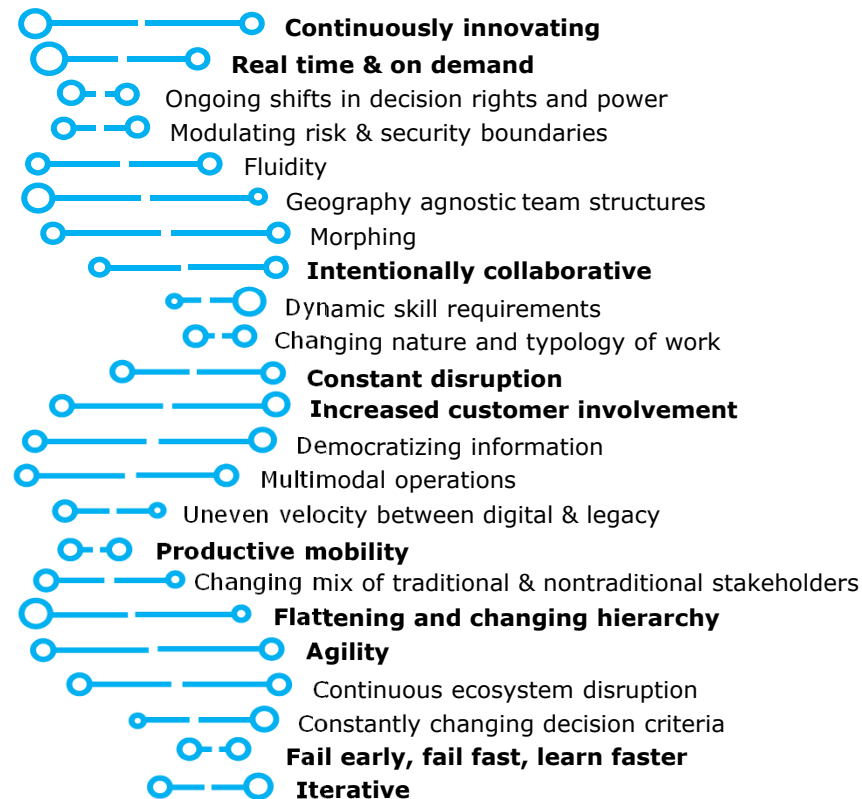 Continuously innovating
Real time & on demand
Ongoing shifts in decision rights and power
Modulating risk & security boundaries
Fluidity
Geography agnostic team structures
Morphing
Intentionally collaborative
Dynamic skill requirements
Changing nature and typology of work
Constant disruption
Increased customer involvement
Democratizing information
Multimodal operations
Uneven velocity between digital & legacy
Productive mobility
Changing mix of traditional & nontraditional stakeholders
Flattening and changing hierarchy
Agility
Continuous ecosystem disruption
Constantly changing decision criteria
Fail early, fail fast, learn faster
Iterative